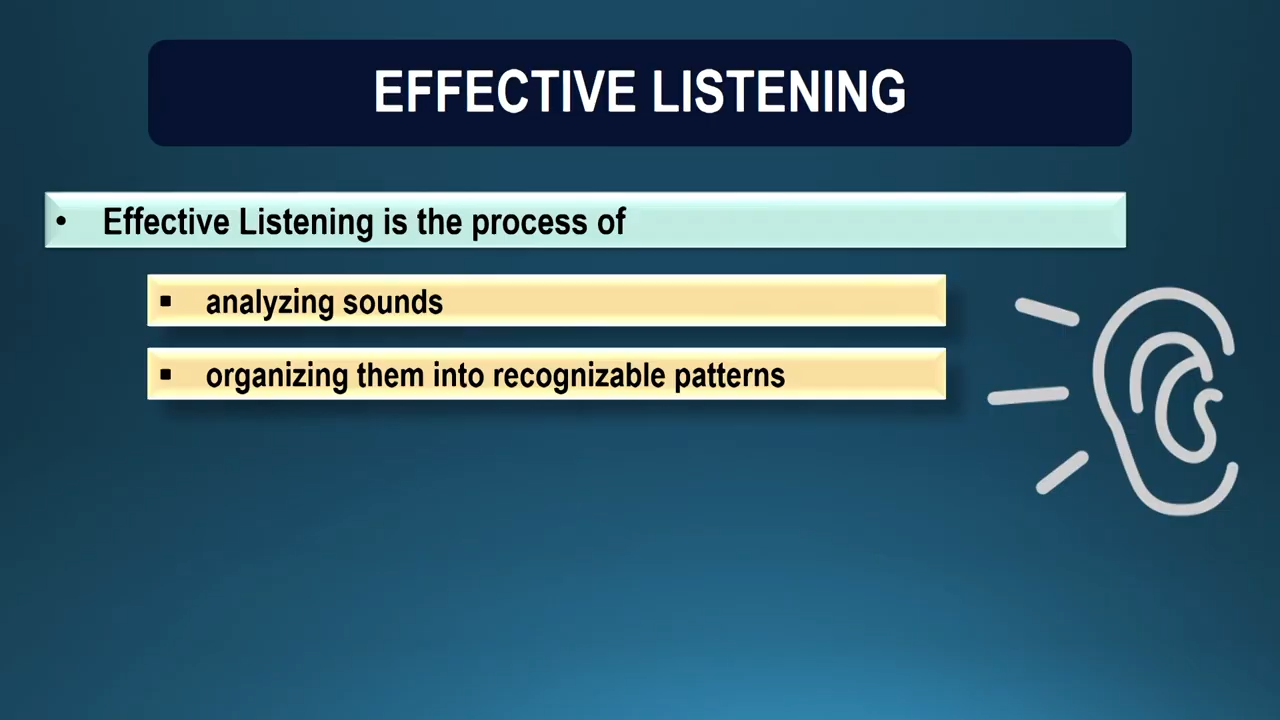 EFFECTIVE LISTENING
• Effective Listening is the process of
▪ analyzing sounds
▪ organizing them into recognizable patterns